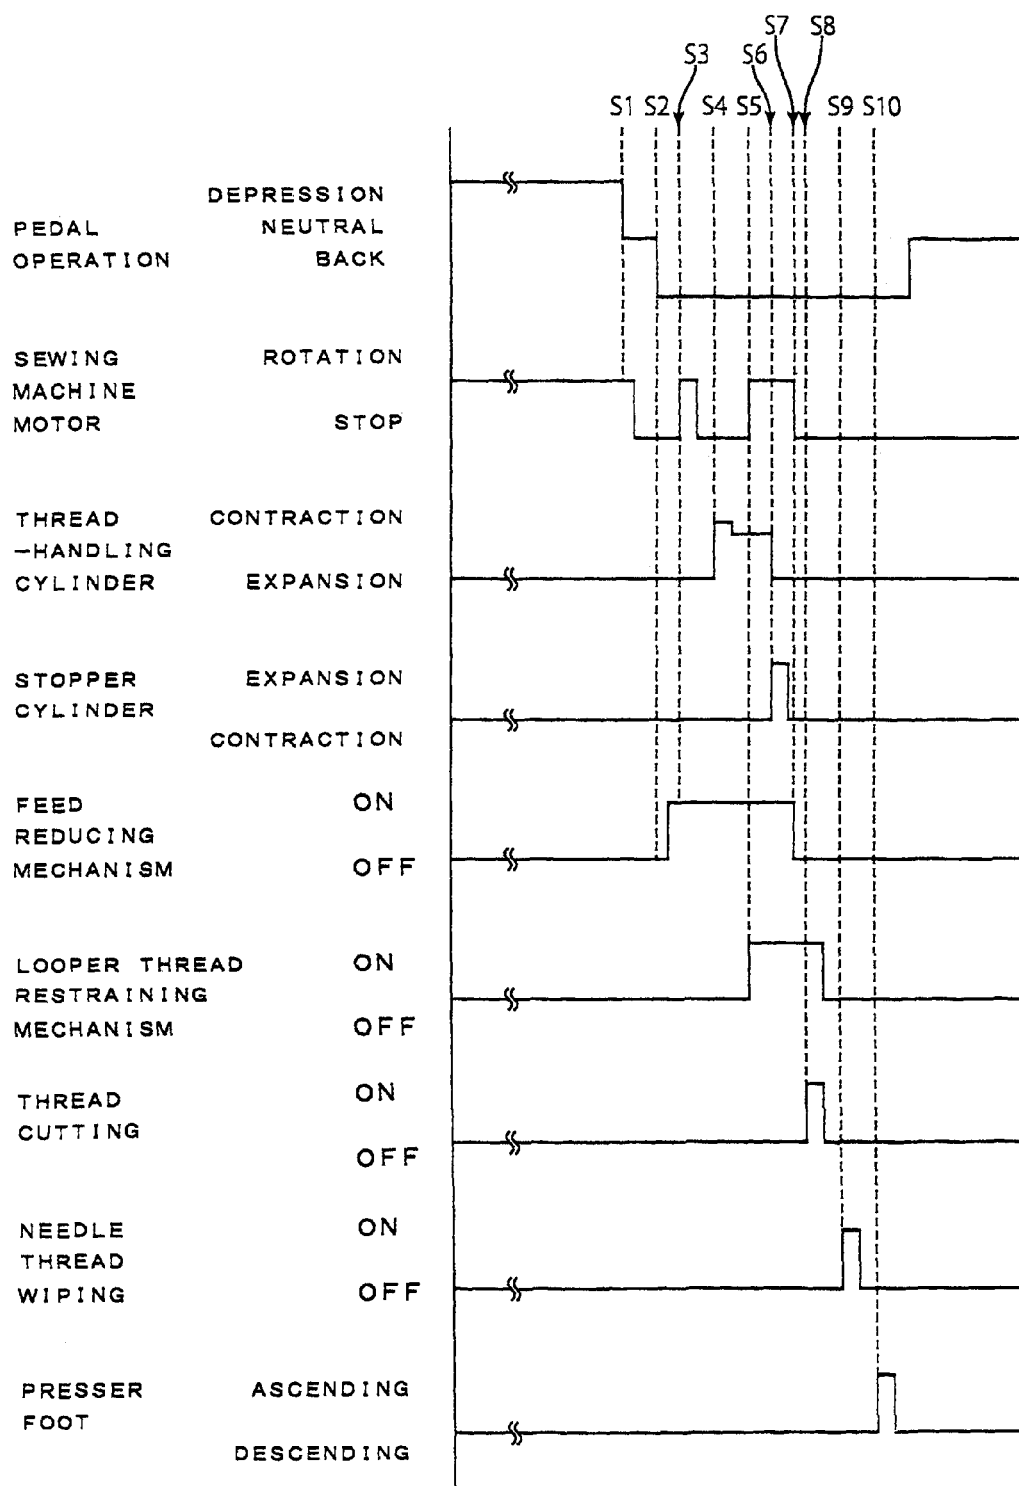 S7 S8
S3 S6
S1 S2 S4 S5 S9 S10
DEPRESSION
PEDAL NEUTRAL
OPERATION BACK
SEWING ROTATION
MACHINE
MOTOR STOP
THREAD CONTRACTION
-HANDLING
CYLINDER EXPANSION
STOPPER EXPANSION
CYLINDER
CONTRACTION
FEED ON
REDUCING
MECHANISM OFF
LOOPER THREAD ON
RESTRAINING
MECHANISM OFF
THREAD ON
CUTTING
OFF
NEEDLE ON
THREAD
WIPING OFF
PRESSER ASCENDING
FOOT
DESCENDING